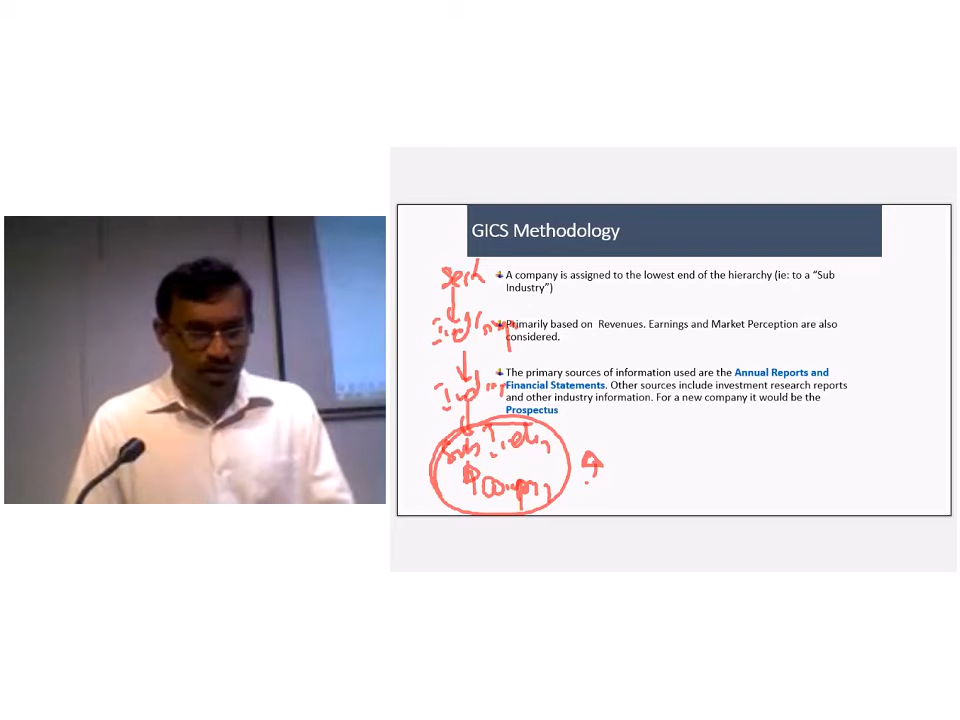 GICS Methodology
A company is assigned to the lowest end of the hierarchy (ie: to a "Sub
Industry")
Primarily based on Revenues. Earnings and Market Perception are also
considered.
The primary sources of information used are the Annual Reports and
Financial Statements. Other sources include investment research reports
and other industry information. For a new company it would be the
Prospectus
Sub
Company